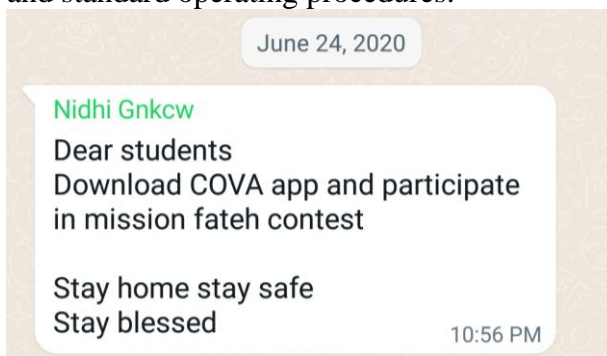 and standard operating procedures.
June 24, 2020
Nidhi Gnkcw
Dear students
Download COVA app and participate
in mission fateh contest
Stay home stay safe
Stay blessed
10:56 PM